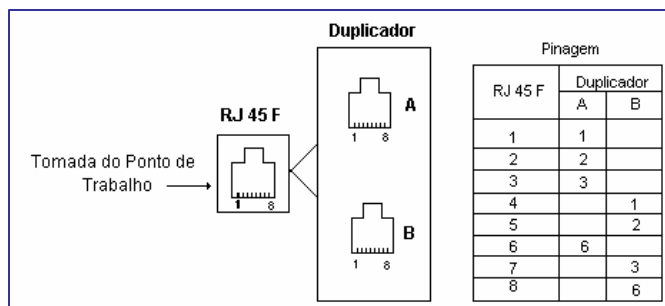 Duplicador
A
1 8
RJ 45 F
Tomada do Ponto de
Trabalho
1 8
B
1 8
Pinagem
RJ 45 F Duplicador
A B
1 1
2 2
3 3
4 1
5 2
6 6
7 3
8 6